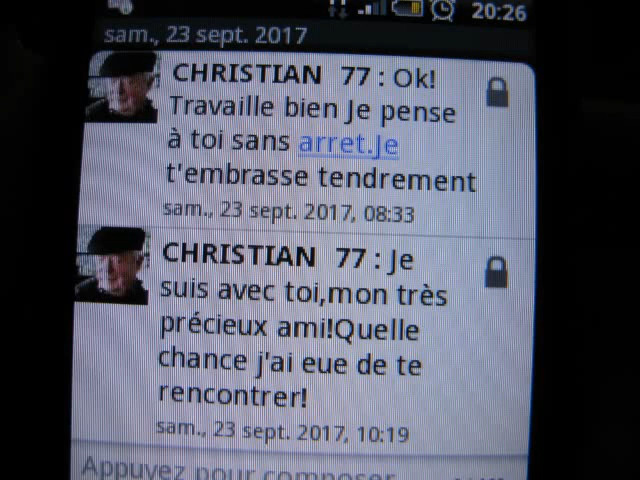 20:26
sam., 23 sept. 2017
CHRISTIAN 77 : Ok!
Travaille bien Je pense
à toi sans arret.Je
t'embrasse tendrement
sam., 23 sept. 2017, 08:33
CHRISTIAN 77 : Je
suis avec toi,mon très
précieux ami!Quelle
chance j'ai eue de te
rencontrer!
sam., 23 sept. 2017, 10:19
Appuyez pour composer